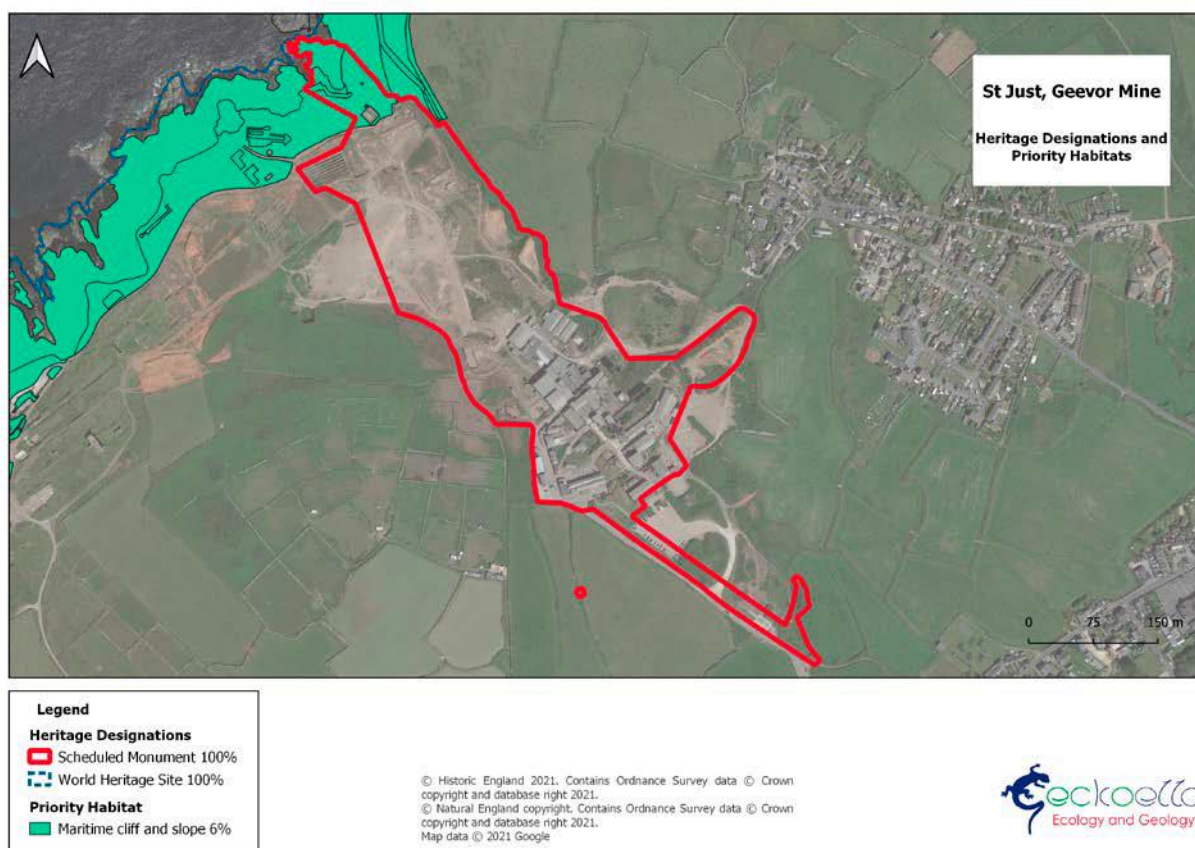 St Just, Geevor Mine
Heritage Designations and
Priority Habitats
0 75 150 m
Legend
Heritage Designations
Scheduled Monument 100%
World Heritage Site 100%
Priority Habitat
Maritime cliff and slope 6%
© Historic England 2021. Contains Ordnance Survey data © Crown
copyright and database right 2021.
© Natural England copyright. Contains Ordnance Survey data © Crown
copyright and database right 2021.
Map data © 2021 Google
Geckoella
Ecology and Geology